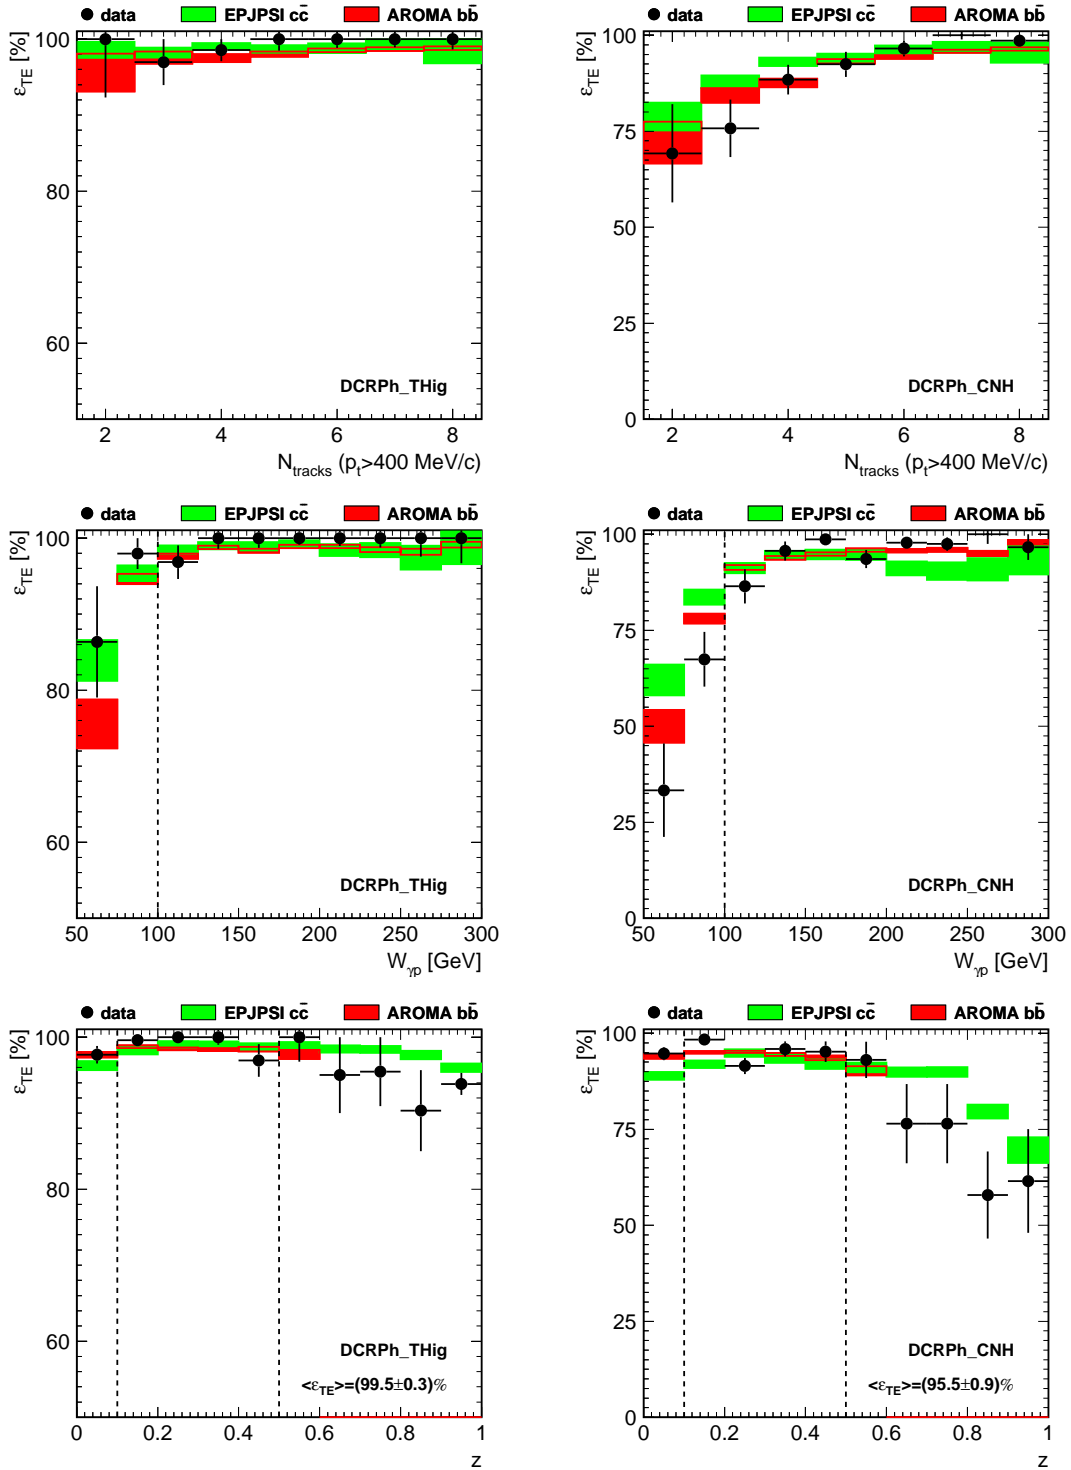 data EPJPSI cc̄ AROMA bb̄
ε_TE [%]
100
80
60
DCRPh_THig
2 4 6 8
N_tracks (p_t>400 MeV/c)
data EPJPSI cc̄ AROMA bb̄
ε_TE [%]
100
75
50
25
0
DCRPh_CNH
2 4 6 8
N_tracks (p_t>400 MeV/c)
data EPJPSI cc̄ AROMA bb̄
ε_TE [%]
100
80
60
DCRPh_THig
50 100 150 200 250 300
W_γp [GeV]
data EPJPSI cc̄ AROMA bb̄
ε_TE [%]
100
75
50
25
0
DCRPh_CNH
50 100 150 200 250 300
W_γp [GeV]
data EPJPSI cc̄ AROMA bb̄
ε_TE [%]
100
80
60
DCRPh_THig
<ε_TE>=(99.5±0.3)%
0 0.2 0.4 0.6 0.8 1
z
data EPJPSI cc̄ AROMA bb̄
ε_TE [%]
100
75
50
25
0
DCRPh_CNH
<ε_TE>=(95.5±0.9)%
0 0.2 0.4 0.6 0.8 1
z